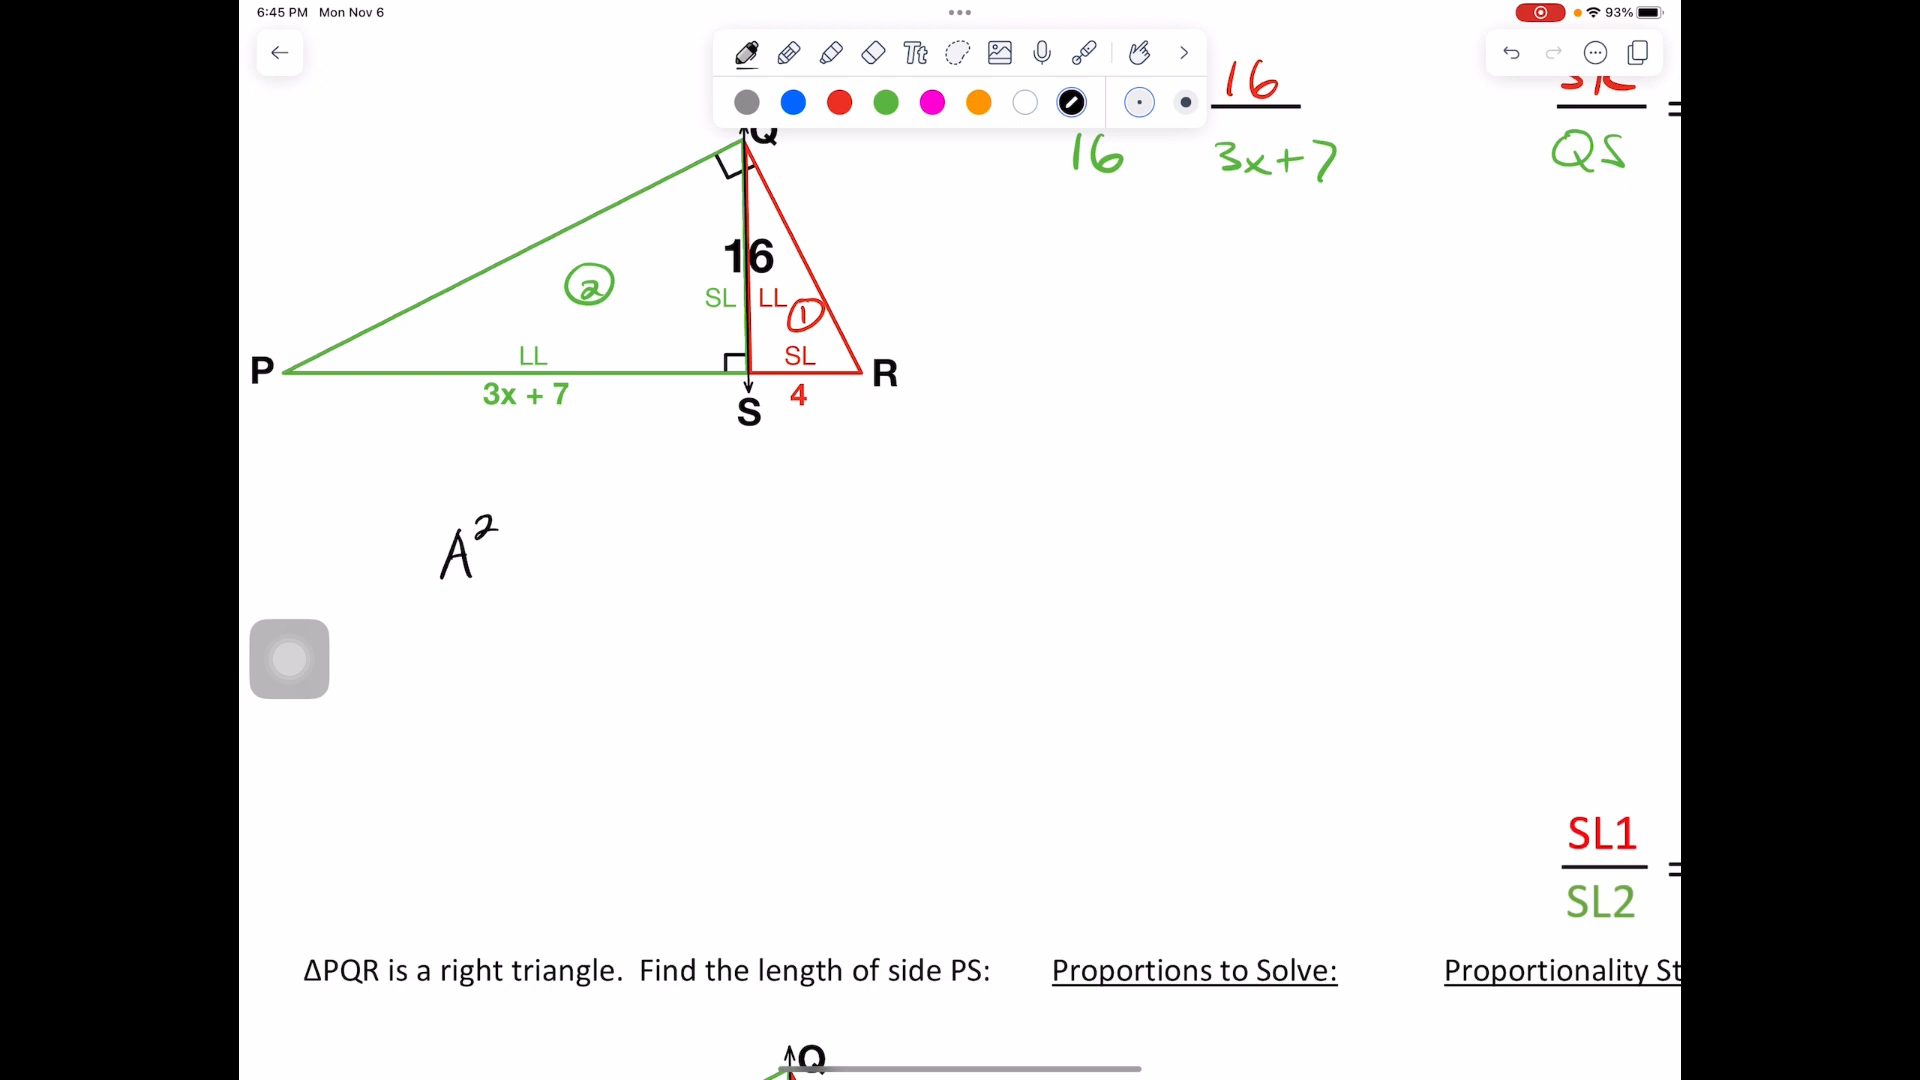 6:45 PM Mon Nov 6
93%
Tt
16
16 3x+7
QS
=
Q
16
2
SL LL
1
LL SL
P R
3x + 7 4
S
A²
SL1
=
SL2
ΔPQR is a right triangle. Find the length of side PS: Proportions to Solve: Proportionality St
Q